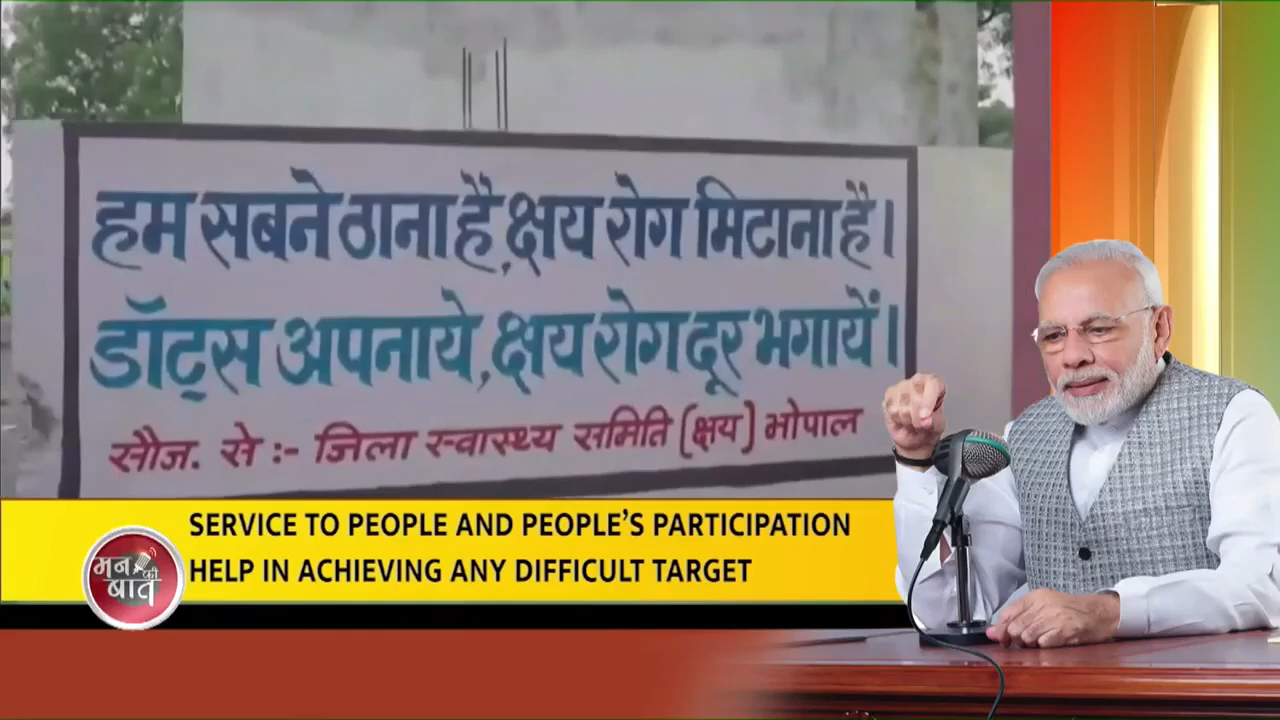 हम सबने ठाना है, क्षय रोग मिटाना है।
डॉट्स अपनाये, क्षय रोग दूर भगायें।
सौज. से :- जिला स्वास्थ्य समिति (क्षय) भोपाल
SERVICE TO PEOPLE AND PEOPLE’S PARTICIPATION
HELP IN ACHIEVING ANY DIFFICULT TARGET
मन की
बात